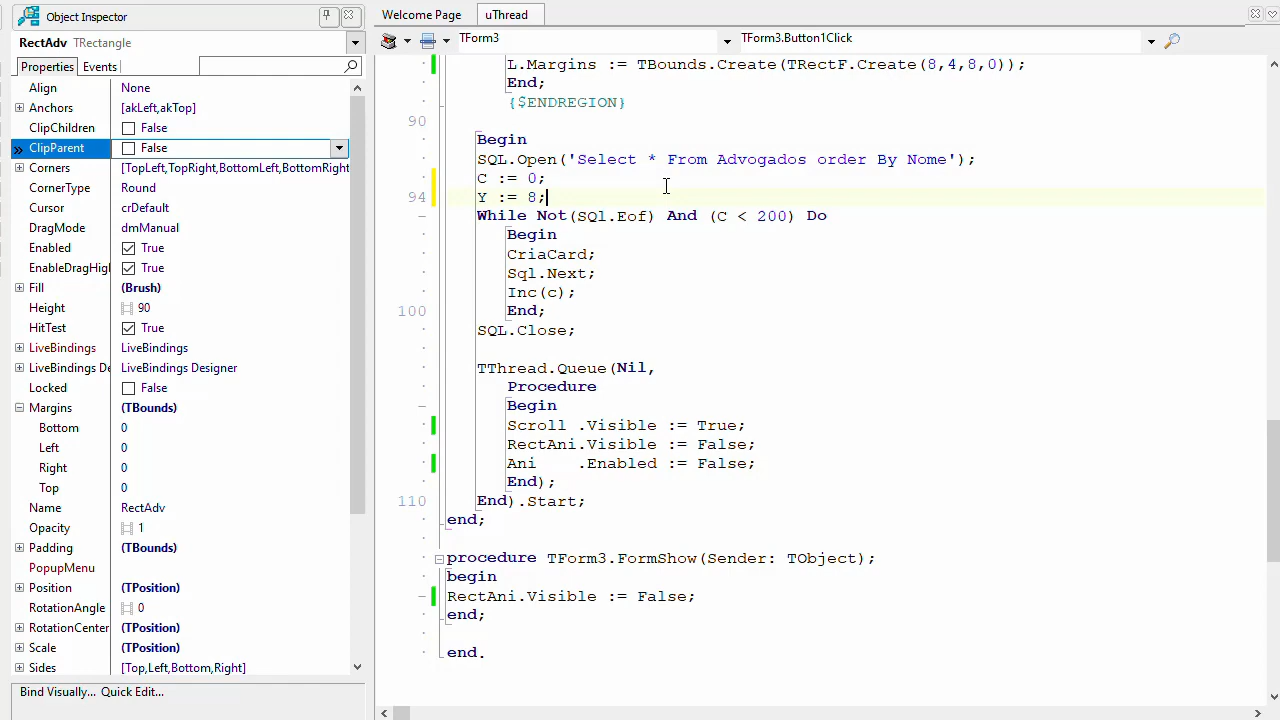 Object Inspector
RectAdv TRectangle
Properties Events
Align None
Anchors [akLeft,akTop]
ClipChildren False
ClipParent False
Corners [TopLeft,TopRight,BottomLeft,BottomRight
CornerType Round
Cursor crDefault
DragMode dmManual
Enabled True
EnableDragHigh True
Fill (Brush)
Height 90
HitTest True
LiveBindings LiveBindings
LiveBindings De LiveBindings Designer
Locked False
Margins (TBounds)
Bottom 0
Left 0
Right 0
Top 0
Name RectAdv
Opacity 1
Padding (TBounds)
PopupMenu
Position (TPosition)
RotationAngle 0
RotationCenter (TPosition)
Scale (TPosition)
Sides [Top,Left,Bottom,Right]
Bind Visually... Quick Edit...
Welcome Page uThread
TForm3 TForm3.Button1Click
L.Margins := TBounds.Create(TRectF.Create(8,4,8,0));
End;
{$ENDREGION}
90
Begin
SQL.Open('Select * From Advogados order By Nome');
C := 0;
94 Y := 8;
While Not(SQl.Eof) And (C < 200) Do
Begin
CriaCard;
Sql.Next;
Inc(c);
100 End;
SQL.Close;
TThread.Queue(Nil,
Procedure
Begin
Scroll .Visible := True;
RectAni.Visible := False;
Ani .Enabled := False;
End);
110 End).Start;
end;
procedure TForm3.FormShow(Sender: TObject);
begin
RectAni.Visible := False;
end;
end.